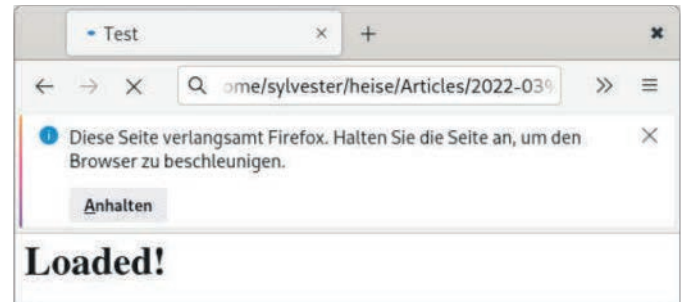 Test
ome/sylvester/heise/Articles/2022-03%
Diese Seite verlangsamt Firefox. Halten Sie die Seite an, um den
Browser zu beschleunigen.
Anhalten
Loaded!